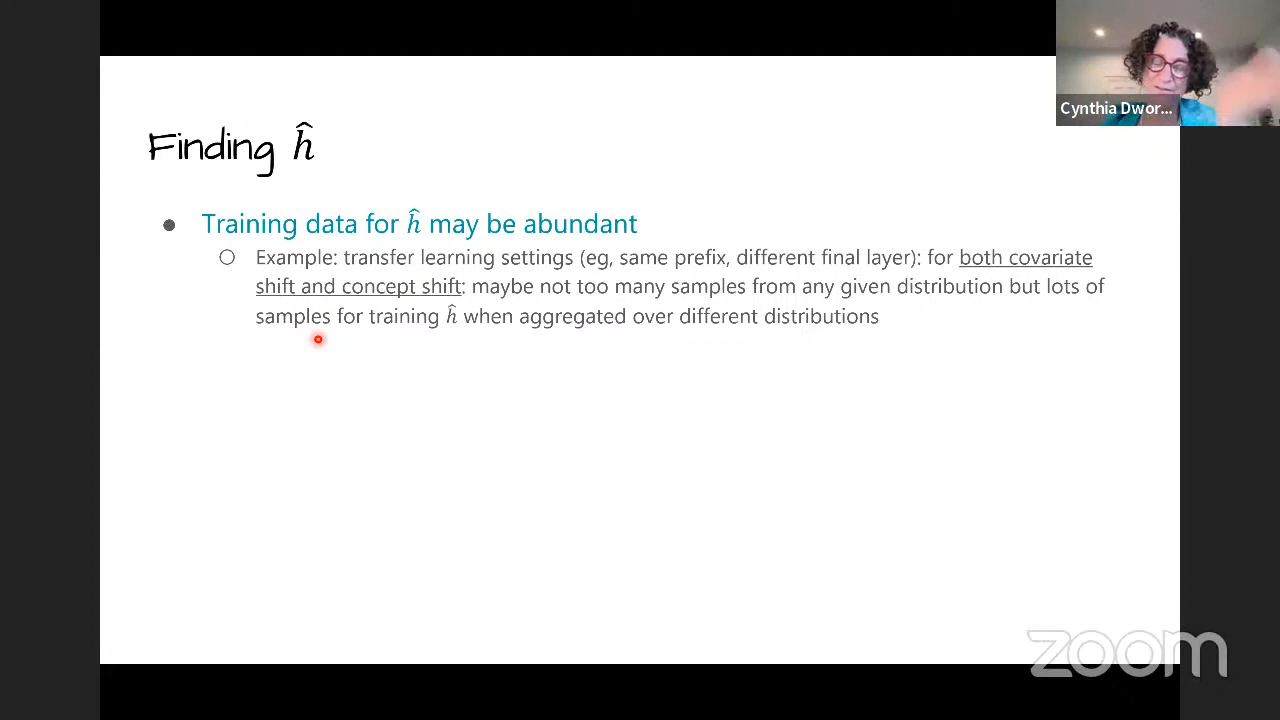 Cynthia Dwor...
Finding ĥ
● Training data for ĥ may be abundant
○ Example: transfer learning settings (eg, same prefix, different final layer): for both covariate
shift and concept shift: maybe not too many samples from any given distribution but lots of
samples for training ĥ when aggregated over different distributions
zoom